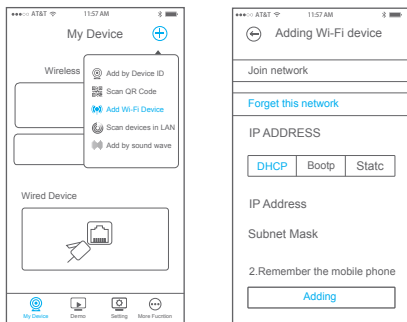 AT&T 11:57 AM
My Device
Wireless
Add by Device ID
Scan QR Code
Add Wi-Fi Device
Scan devices in LAN
Add by sound wave
Wired Device
My Device Demo Setting More Fucntion
AT&T 11:57 AM
Adding Wi-Fi device
Join network
Forget this network
IP ADDRESS
DHCP Bootp Statc
IP Address
Subnet Mask
2.Remember the mobile phone
Adding